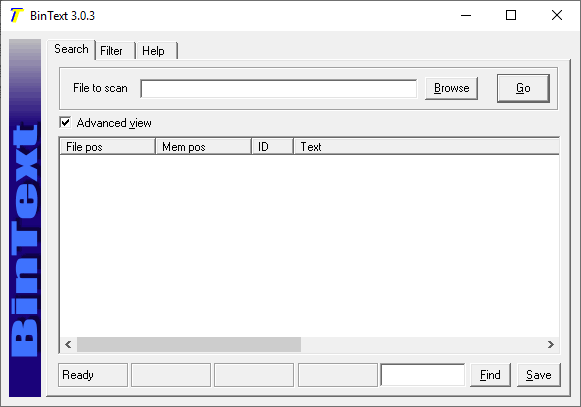 BinText 3.0.3
Search Filter Help
File to scan Browse Go
Advanced view
File pos Mem pos ID Text
BinText
Ready Find Save